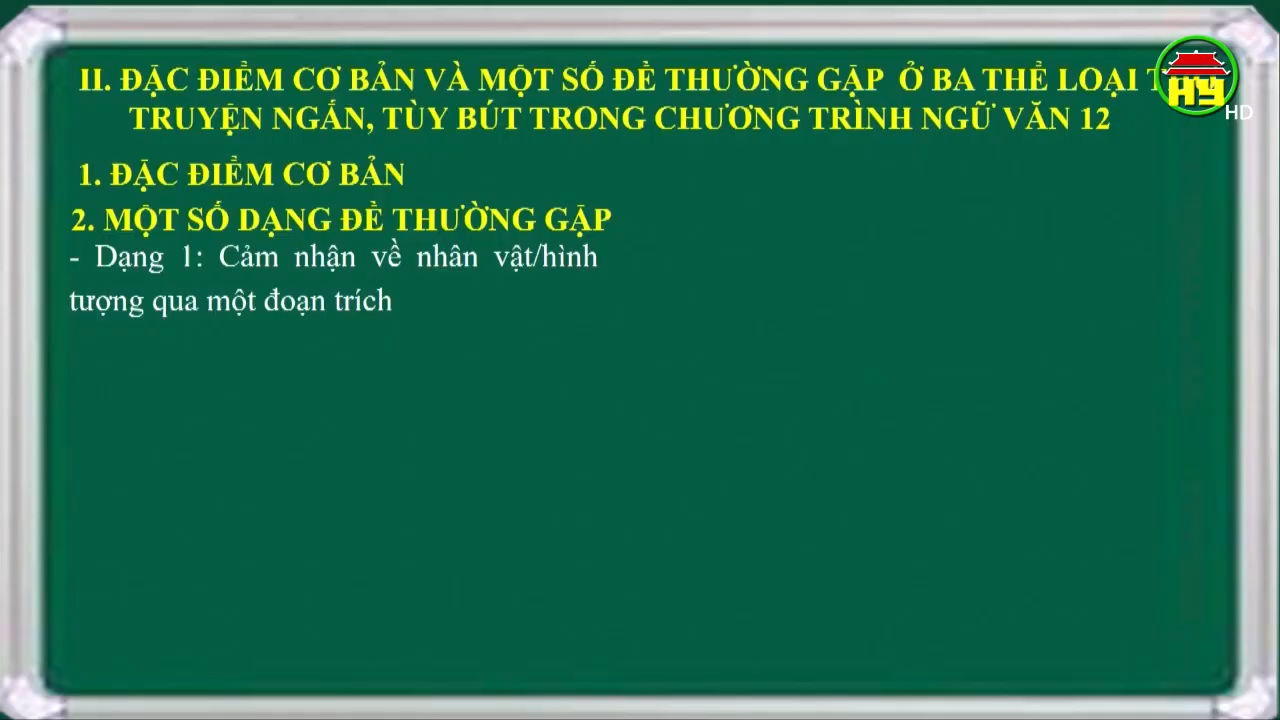 II. ĐẶC ĐIỂM CƠ BẢN VÀ MỘT SỐ ĐỀ THƯỜNG GẶP Ở BA THỂ LOẠI
TRUYỆN NGẮN, TÙY BÚT TRONG CHƯƠNG TRÌNH NGỮ VĂN 12
HY
HD
1. ĐẶC ĐIỂM CƠ BẢN
2. MỘT SỐ DẠNG ĐỀ THƯỜNG GẶP
- Dạng 1: Cảm nhận về nhân vật/hình
tượng qua một đoạn trích